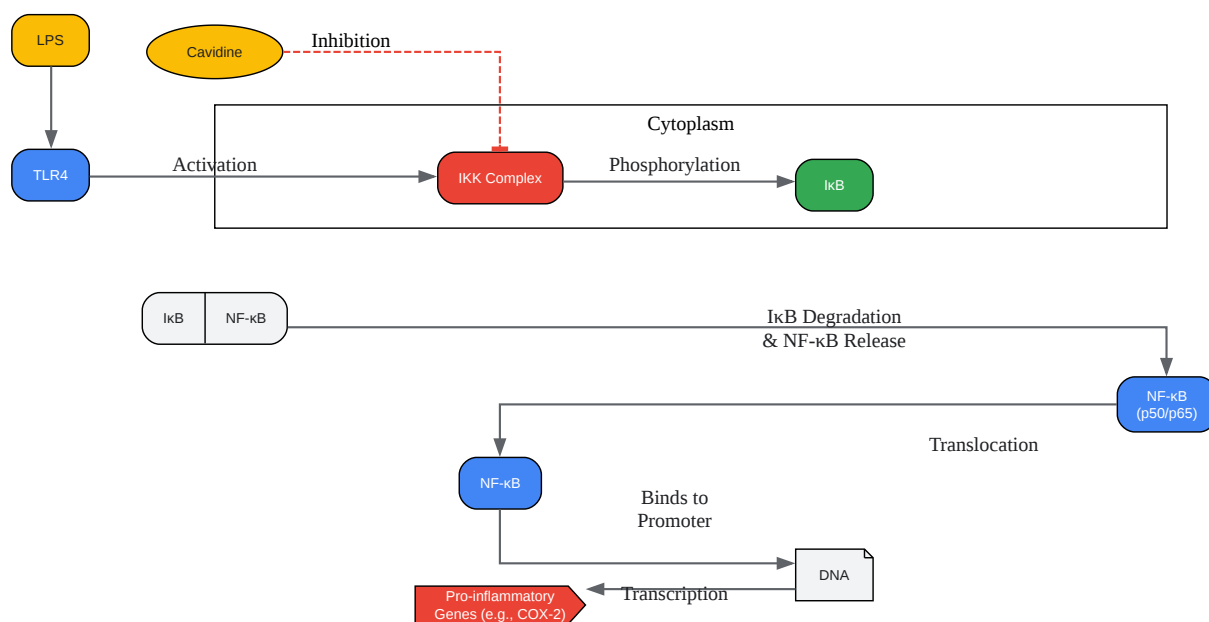 LPS
Cavidine
Inhibition
Cytoplasm
TLR4
Activation
IKK Complex
Phosphorylation
IκB
IκB
NF-κB
IκB Degradation
& NF-κB Release
NF-κB
(p50/p65)
Translocation
NF-κB
Binds to
Promoter
DNA
Transcription
Pro-inflammatory
Genes (e.g., COX-2)